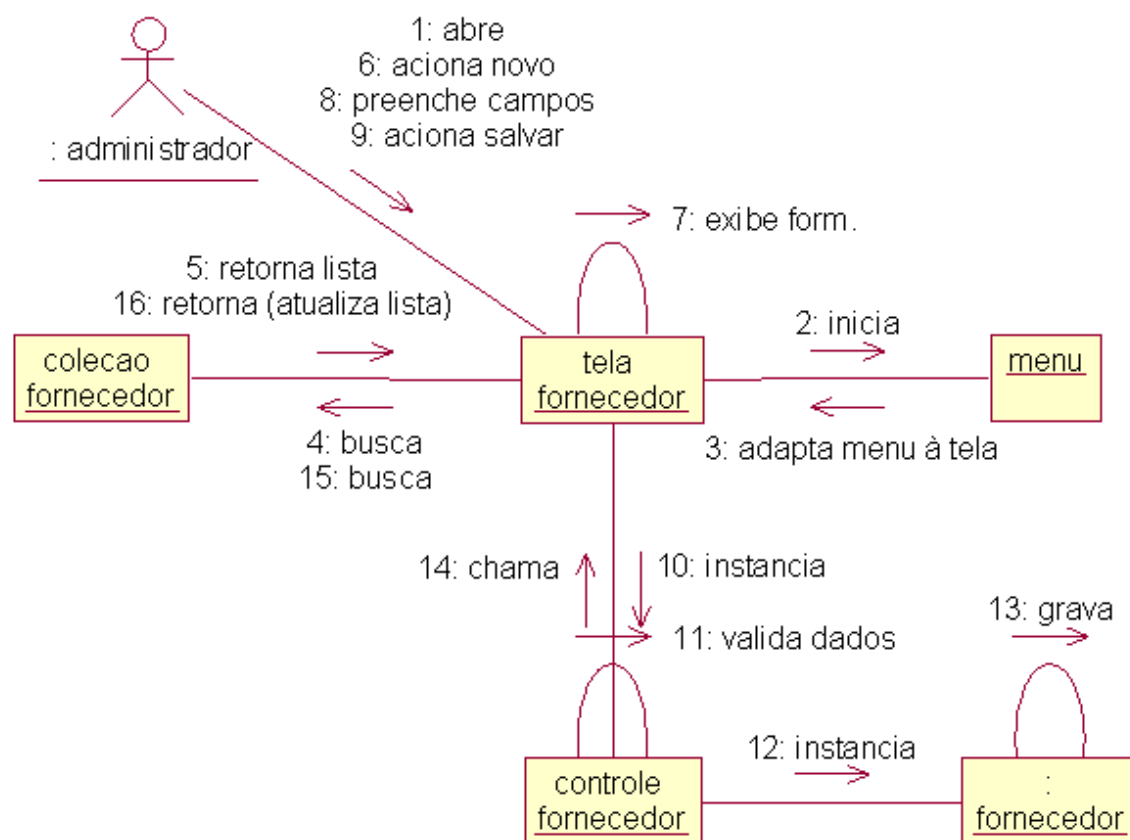 1: abre
6: aciona novo
8: preenche campos
9: aciona salvar
: administrador
7: exibe form.
5: retorna lista
16: retorna (atualiza lista)
2: inicia
colecao
fornecedor
tela
fornecedor
menu
4: busca
15: busca
3: adapta menu à tela
14: chama
10: instancia
13: grava
11: valida dados
12: instancia
controle
fornecedor
:
fornecedor